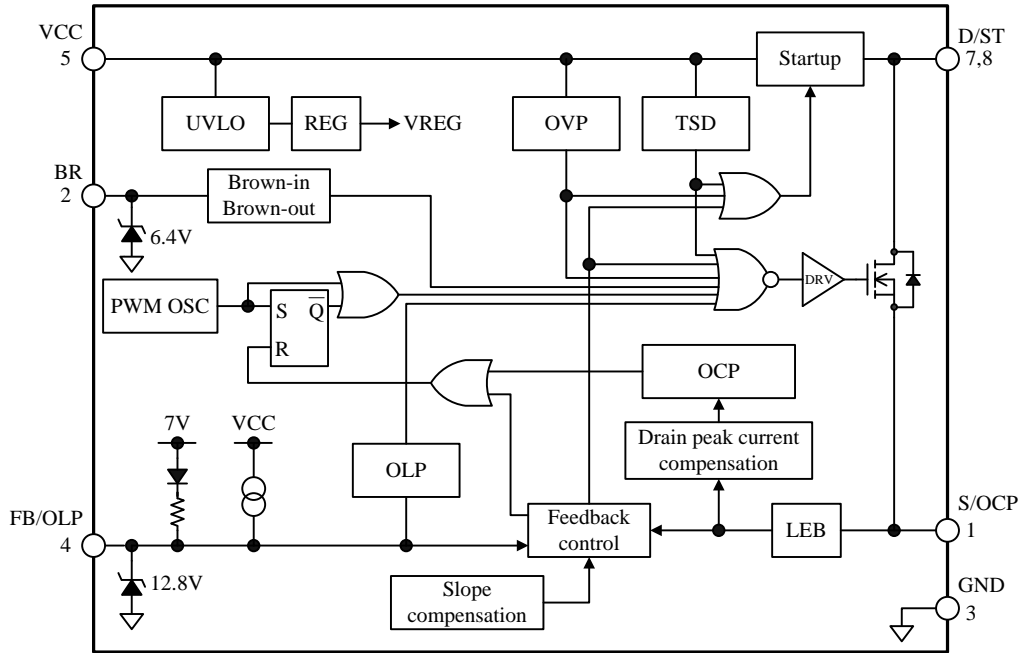 VCC
5
D/ST
7,8
Startup
UVLO
REG
VREG
OVP
TSD
BR
2
Brown-in
Brown-out
6.4V
DRV
PWM OSC
S
Q̅
R
OCP
7V
VCC
Drain peak current
compensation
OLP
FB/OLP
4
Feedback
control
LEB
S/OCP
1
12.8V
Slope
compensation
GND
3